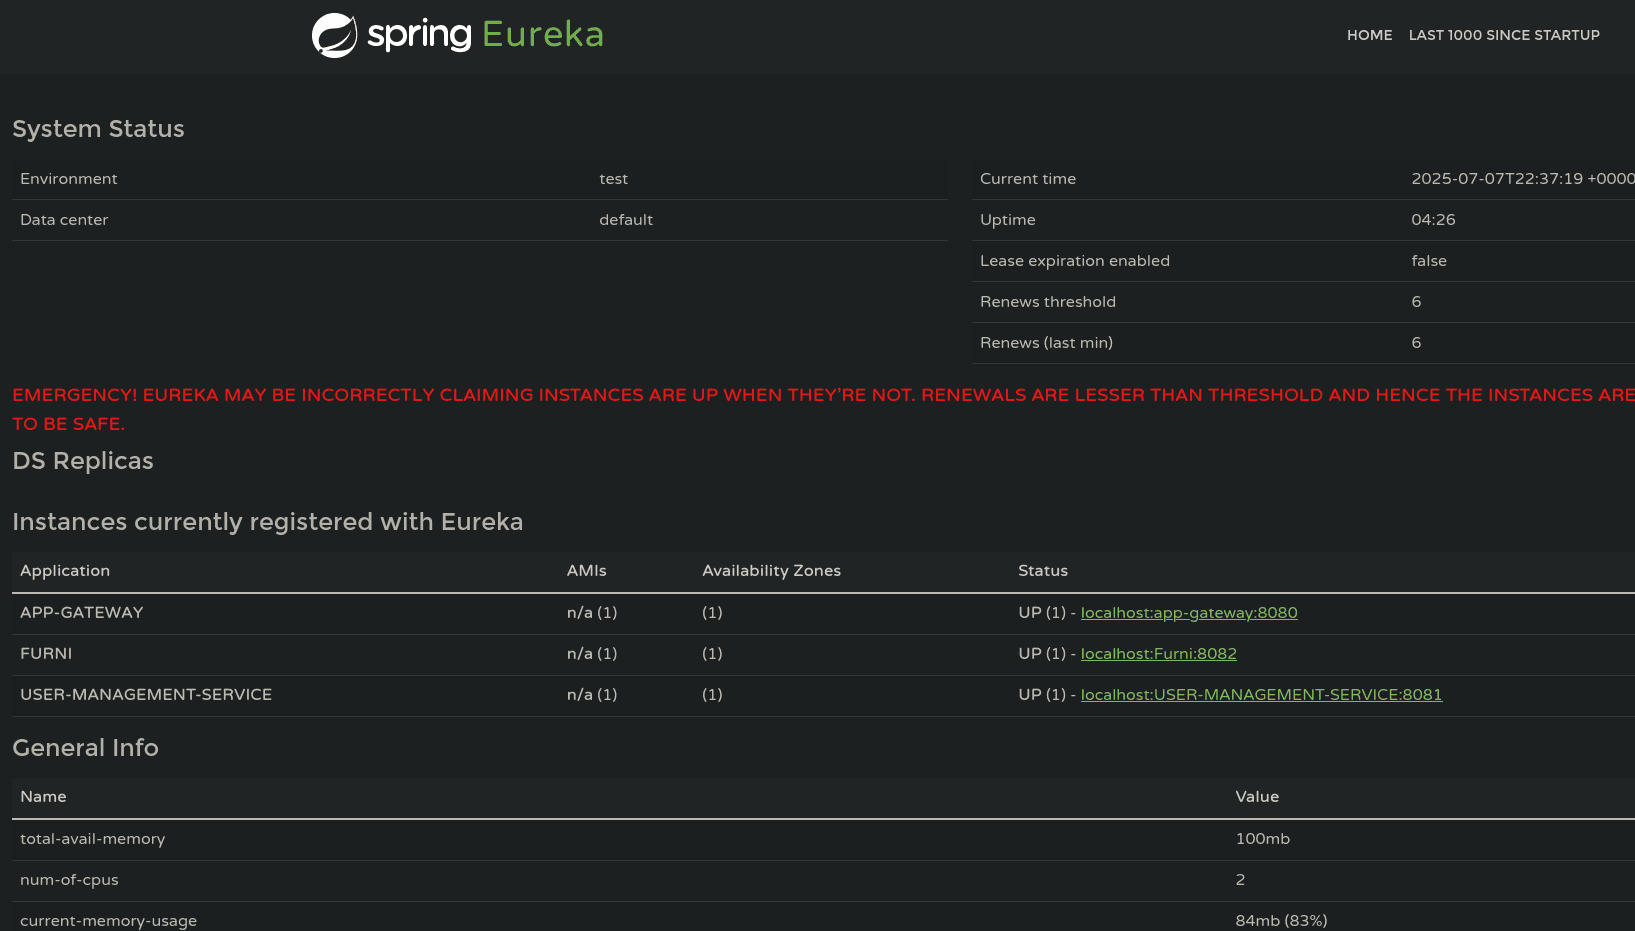 spring Eureka
HOME LAST 1000 SINCE STARTUP
System Status
Environment test
Data center default
Current time 2025-07-07T22:37:19 +0000
Uptime 04:26
Lease expiration enabled false
Renews threshold 6
Renews (last min) 6
EMERGENCY! EUREKA MAY BE INCORRECTLY CLAIMING INSTANCES ARE UP WHEN THEY'RE NOT. RENEWALS ARE LESSER THAN THRESHOLD AND HENCE THE INSTANCES ARE
TO BE SAFE.
DS Replicas
Instances currently registered with Eureka
Application AMIs Availability Zones Status
APP-GATEWAY n/a (1) (1) UP (1) - localhost:app-gateway:8080
FURNI n/a (1) (1) UP (1) - localhost:Furni:8082
USER-MANAGEMENT-SERVICE n/a (1) (1) UP (1) - localhost:USER-MANAGEMENT-SERVICE:8081
General Info
Name Value
total-avail-memory 100mb
num-of-cpus 2
current-memory-usage 84mb (83%)